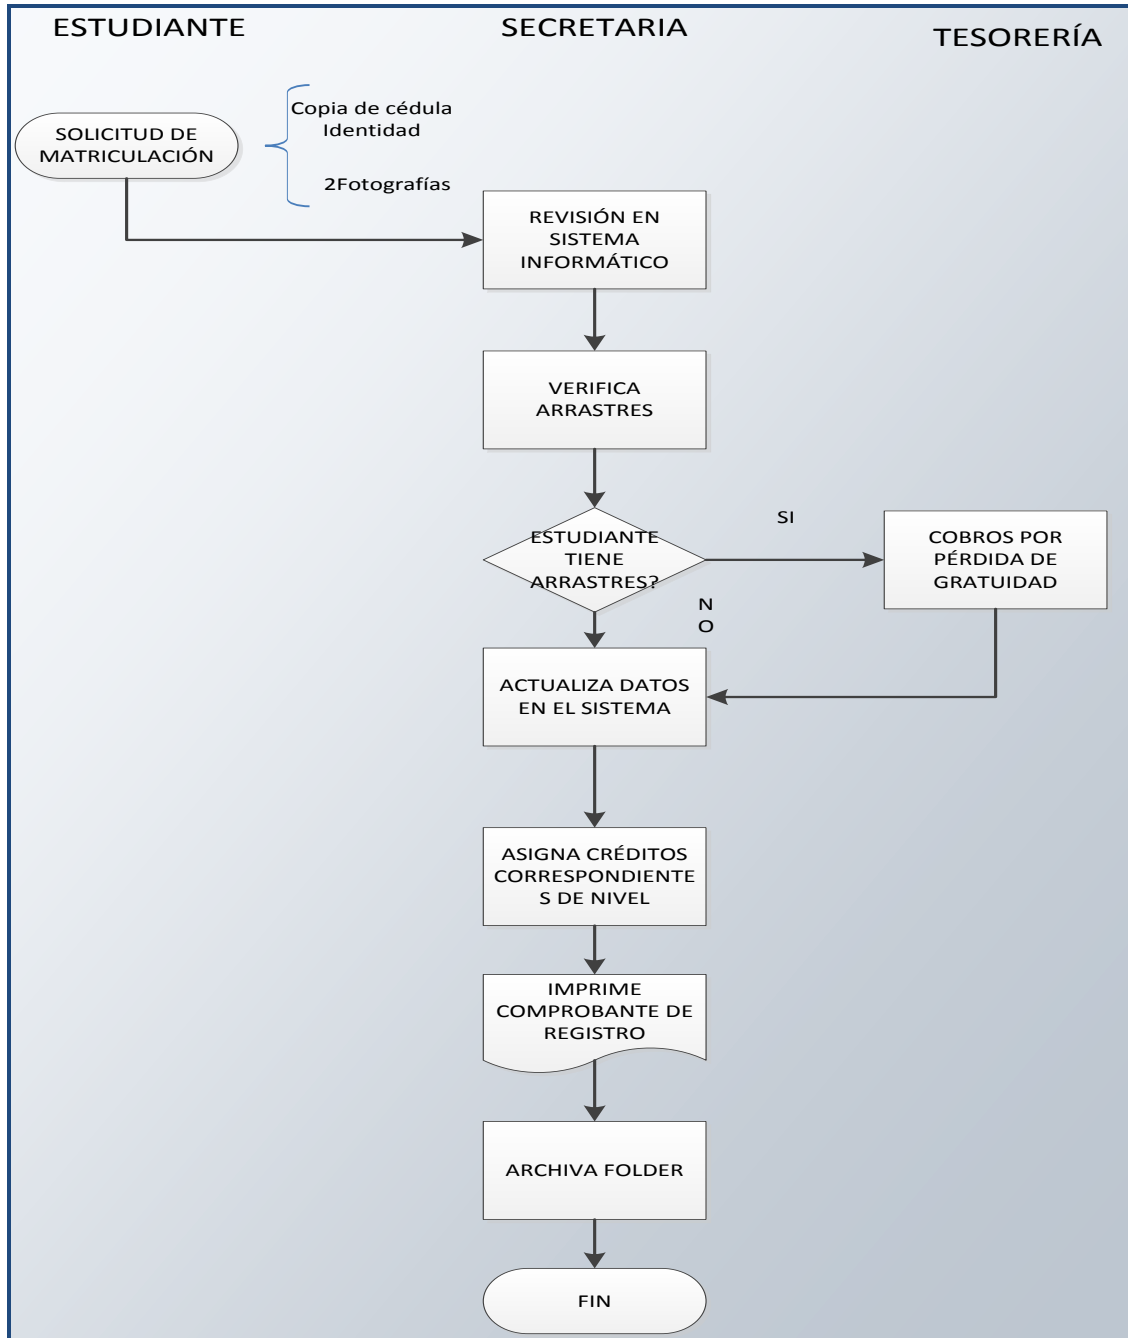 ESTUDIANTE
SECRETARIA
TESORERÍA
SOLICITUD DE
MATRICULACIÓN
Copia de cédula
Identidad
2Fotografías
REVISIÓN EN
SISTEMA
INFORMÁTICO
VERIFICA
ARRASTRES
ESTUDIANTE
TIENE
ARRASTRES?
SI
COBROS POR
PÉRDIDA DE
GRATUIDAD
N
O
ACTUALIZA DATOS
EN EL SISTEMA
ASIGNA CRÉDITOS
CORRESPONDIENTE
S DE NIVEL
IMPRIME
COMPROBANTE DE
REGISTRO
ARCHIVA FOLDER
FIN